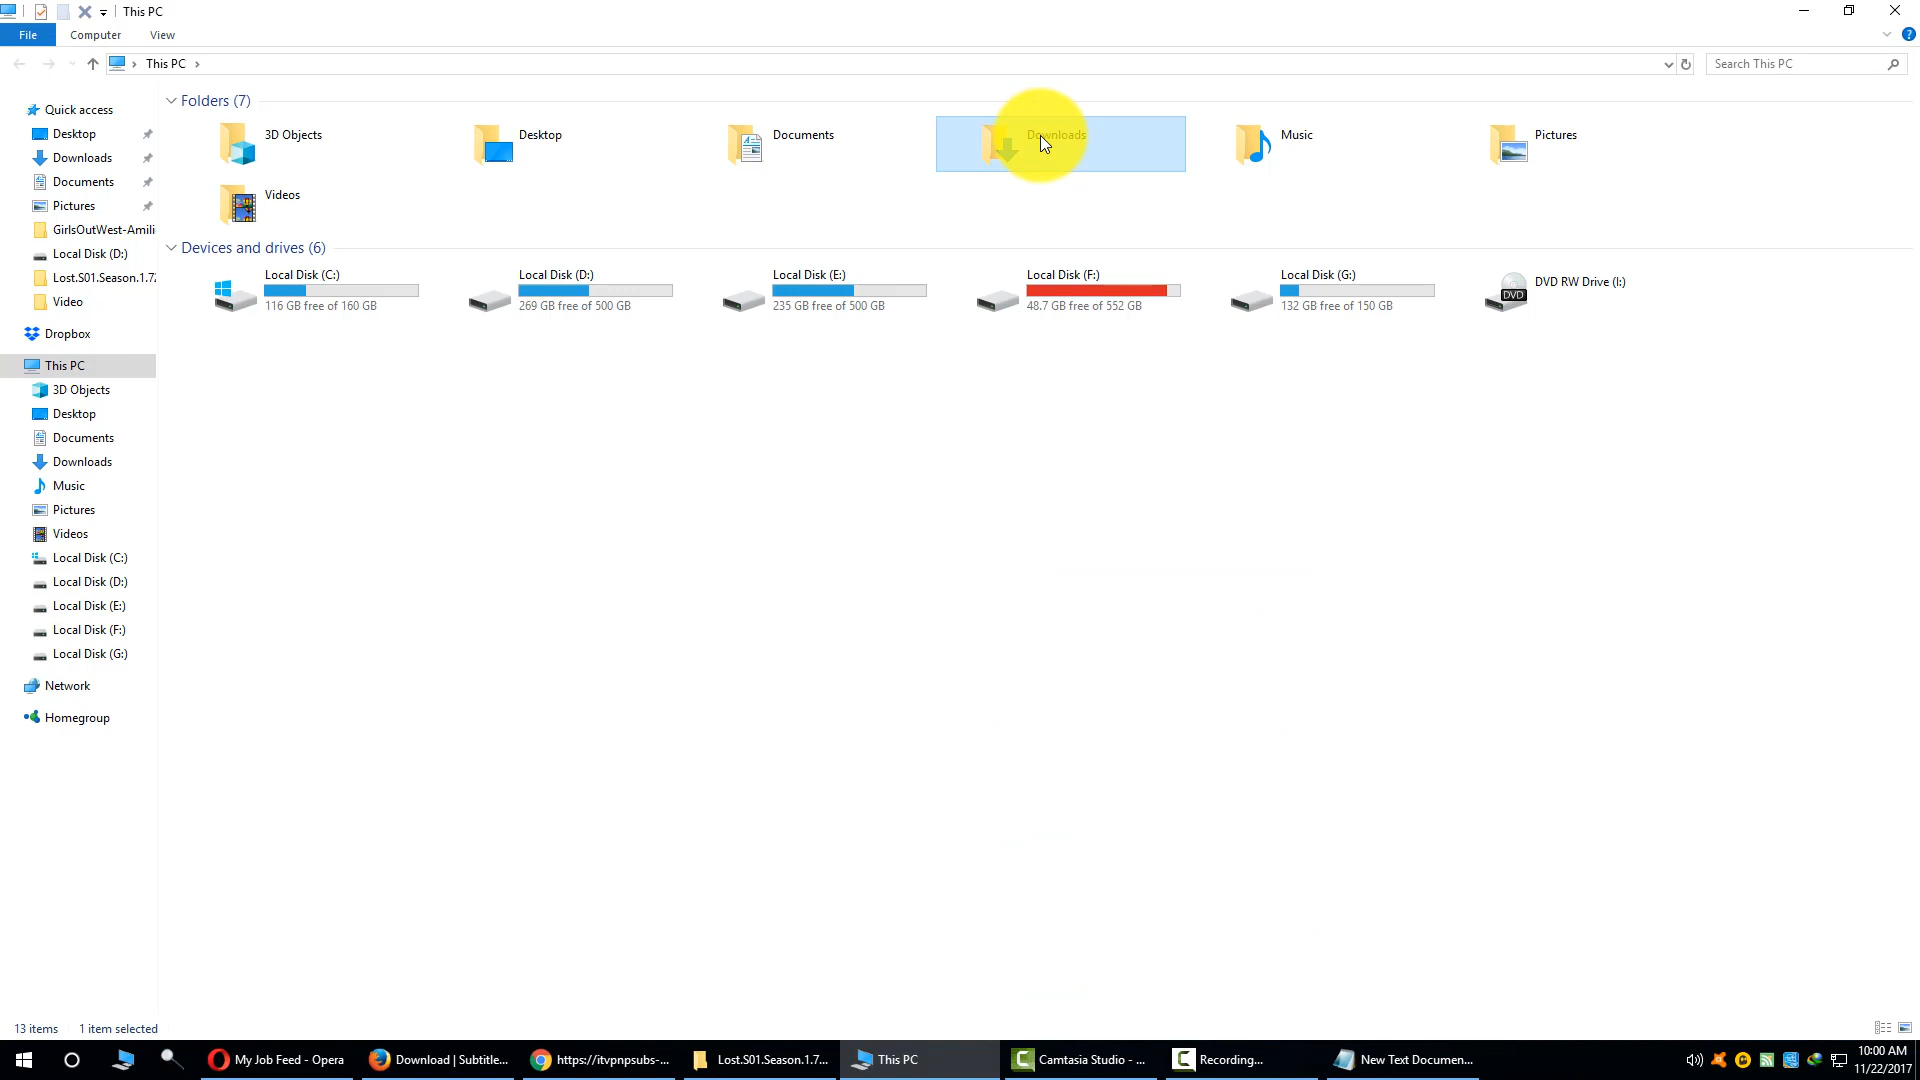 This PC
File Computer View
This PC
Search This PC
Quick access
Desktop
Downloads
Documents
Pictures
GirlsOutWest-Amili
Local Disk (D:)
Lost.S01.Season.1.72
Video
Dropbox
This PC
3D Objects
Desktop
Documents
Downloads
Music
Pictures
Videos
Local Disk (C:)
Local Disk (D:)
Local Disk (E:)
Local Disk (F:)
Local Disk (G:)
Network
Homegroup
Folders (7)
3D Objects
Desktop
Documents
Downloads
Music
Pictures
Videos
Devices and drives (6)
Local Disk (C:)
116 GB free of 160 GB
Local Disk (D:)
269 GB free of 500 GB
Local Disk (E:)
235 GB free of 500 GB
Local Disk (F:)
48.7 GB free of 552 GB
Local Disk (G:)
132 GB free of 150 GB
DVD
DVD RW Drive (I:)
13 items 1 item selected
My Job Feed - Opera
Download | Subtitle...
https://itvpnpsubs-...
Lost.S01.Season.1.7...
This PC
Camtasia Studio - ...
Recording...
New Text Documen...
10:00 AM
11/22/2017